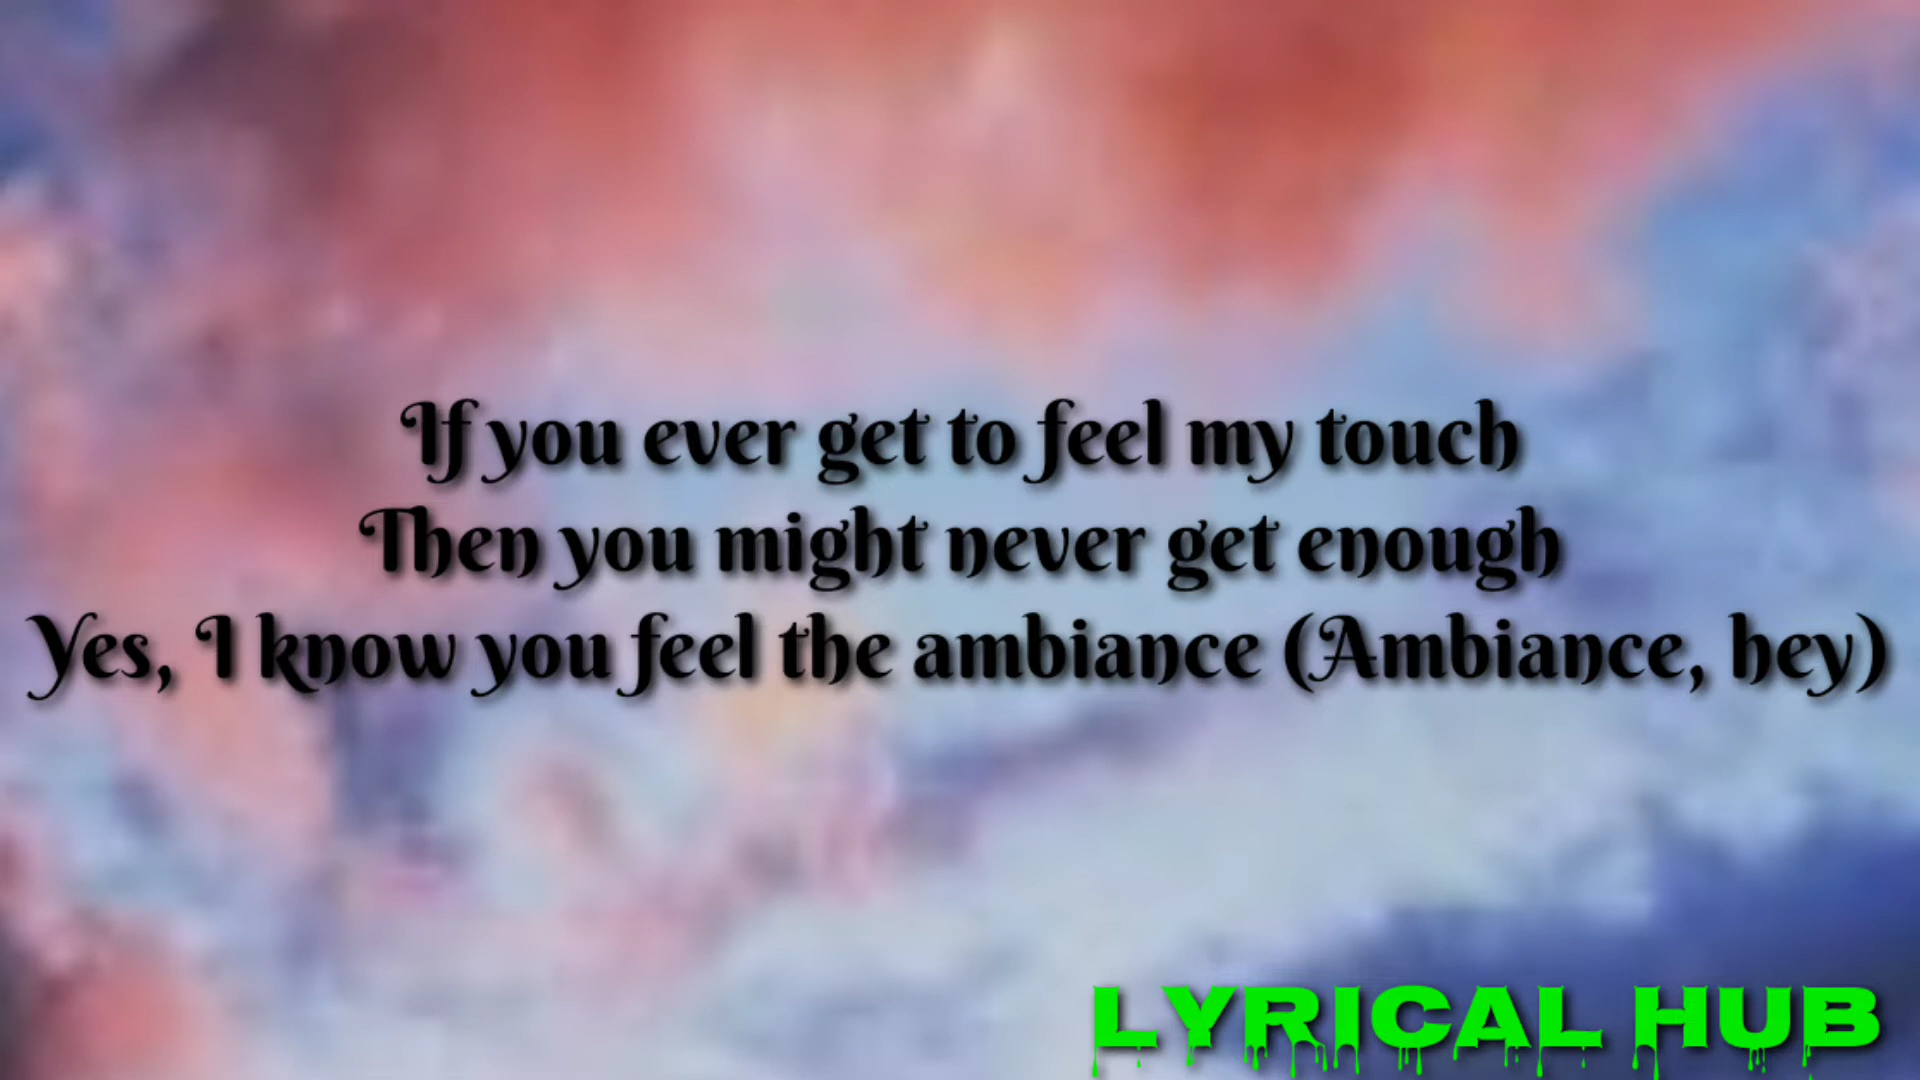 If you ever get to feel my touch
Then you might never get enough
Yes, I know you feel the ambiance (Ambiance, hey)
LYRICAL HUB